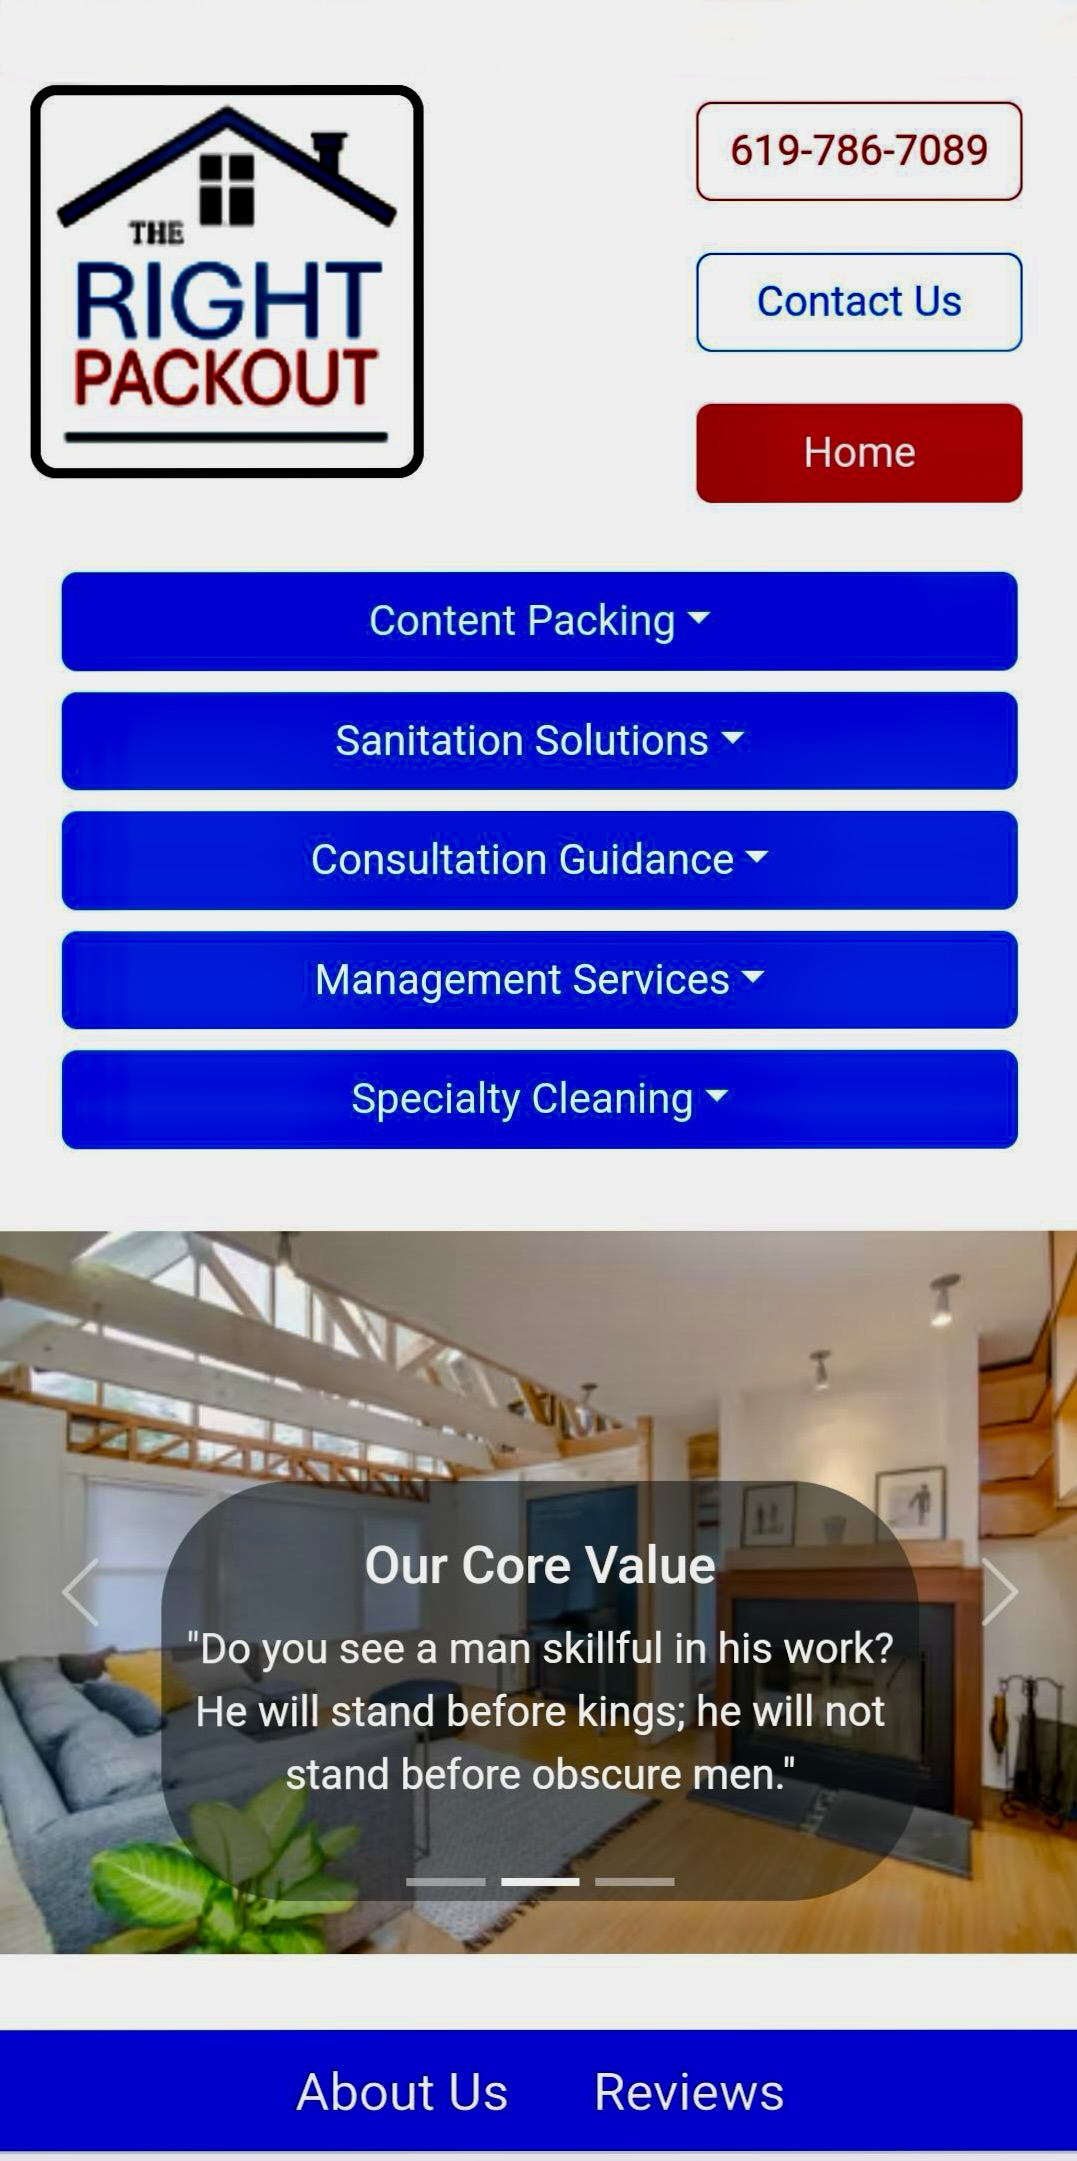 THE
RIGHT
PACKOUT
619-786-7089
Contact Us
Home
Content Packing
Sanitation Solutions
Consultation Guidance
Management Services
Specialty Cleaning
Our Core Value
"Do you see a man skillful in his work?
He will stand before kings; he will not
stand before obscure men."
About Us Reviews